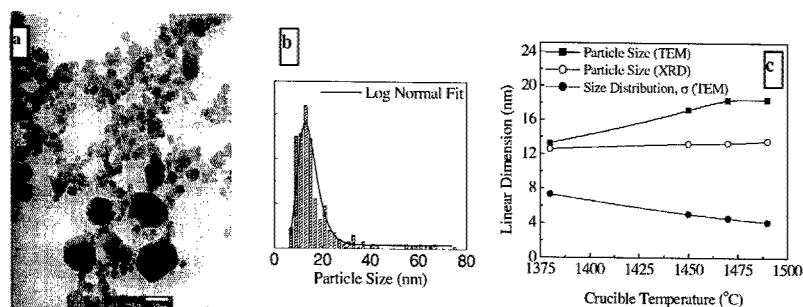 a
b
Log Normal Fit
0 20 40 60 80
Particle Size (nm)
c
Particle Size (TEM)
Particle Size (XRD)
Size Distribution, σ (TEM)
24
20
16
12
8
4
0
Linear Dimension (nm)
1375 1400 1425 1450 1475 1500
Crucible Temperature (°C)